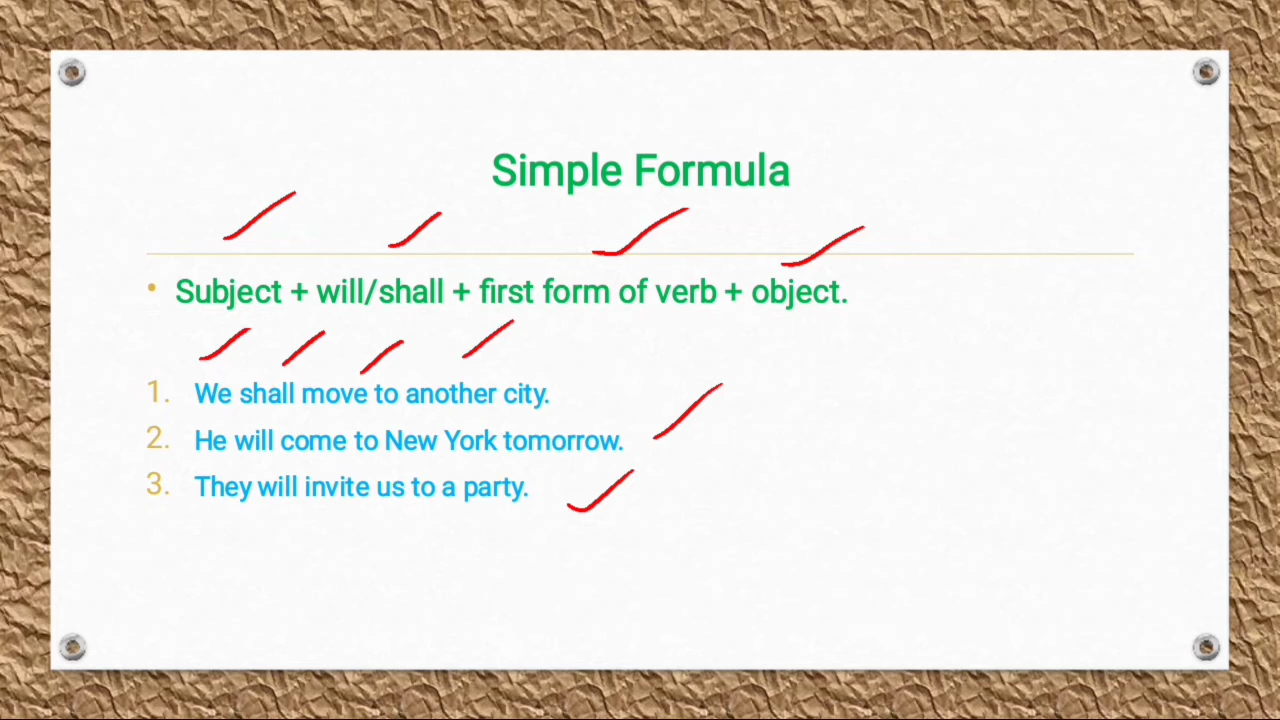 Simple Formula
• Subject + will/shall + first form of verb + object.
1. We shall move to another city.
2. He will come to New York tomorrow.
3. They will invite us to a party.